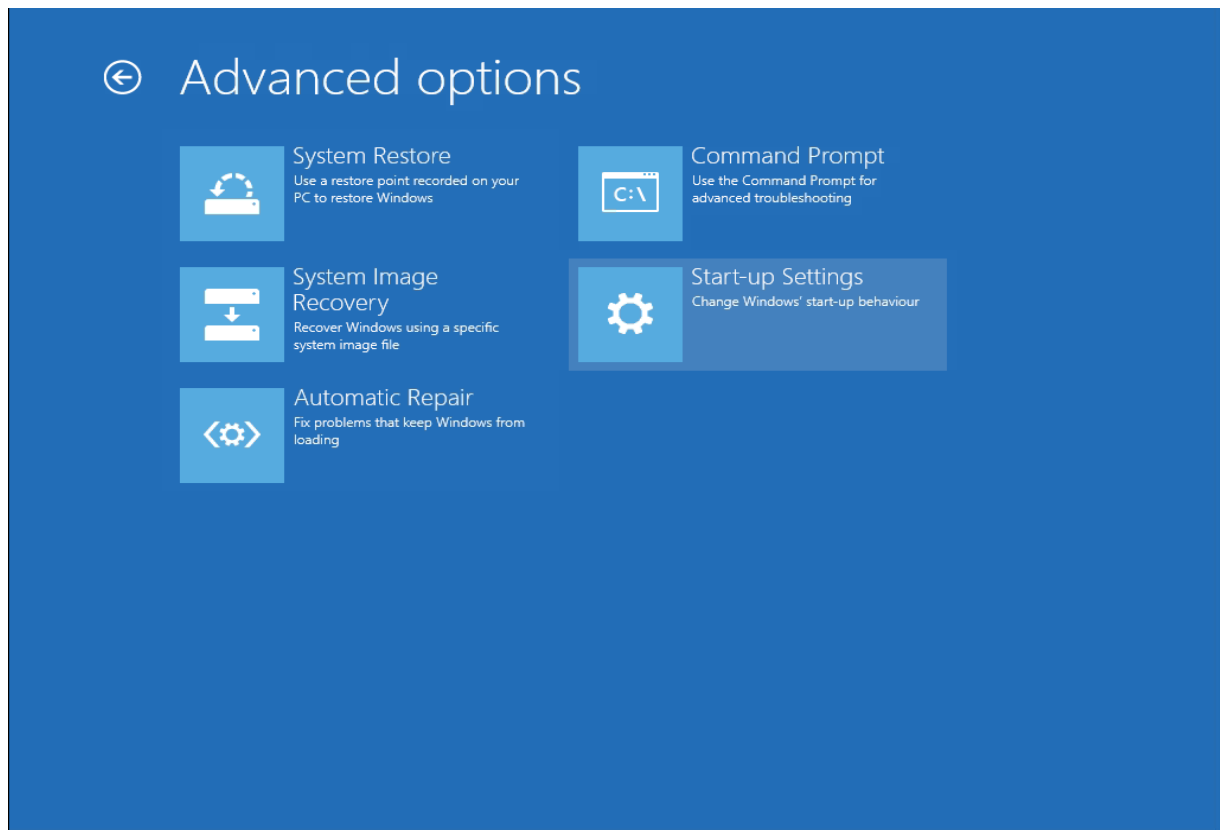 Advanced options
System Restore
Use a restore point recorded on your
PC to restore Windows
System Image
Recovery
Recover Windows using a specific
system image file
Automatic Repair
Fix problems that keep Windows from
loading
Command Prompt
Use the Command Prompt for
advanced troubleshooting
C:\
Start-up Settings
Change Windows' start-up behaviour